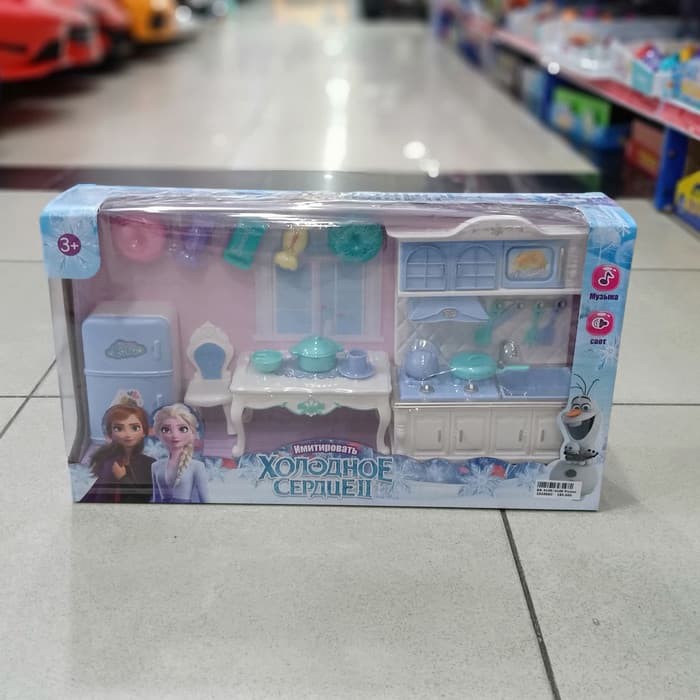 3+
Музыка
свет
Имитировать
ХОЛОДНОЕ
СЕРДЦЕ II